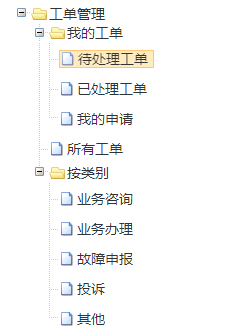 工单管理
我的工单
待处理工单
已处理工单
我的申请
所有工单
按类别
业务咨询
业务办理
故障申报
投诉
其他